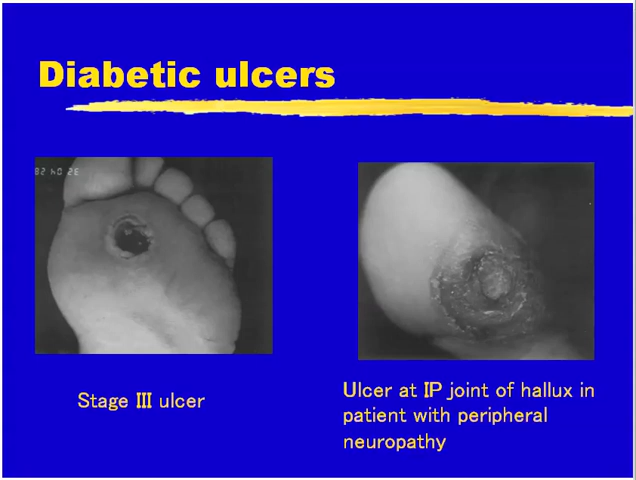 Diabetic ulcers
Stage III ulcer
Ulcer at IP joint of hallux in
patient with peripheral
neuropathy